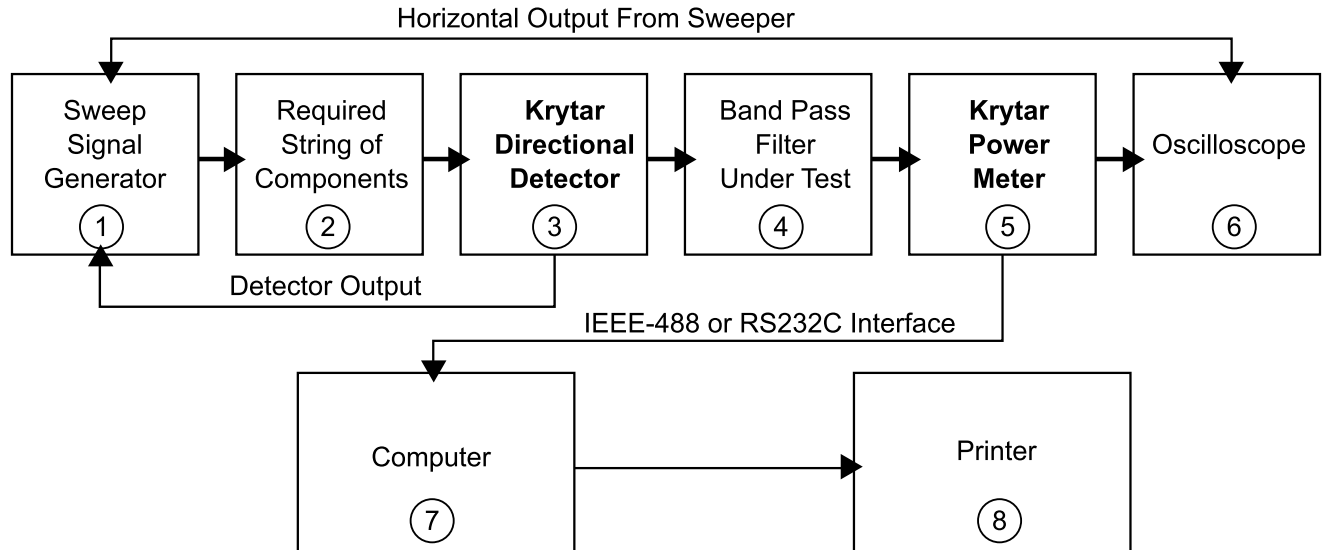 Horizontal Output From Sweeper
Sweep
Signal
Generator
1
Required
String of
Components
2
Krytar
Directional
Detector
3
Band Pass
Filter
Under Test
4
Krytar
Power
Meter
5
Oscilloscope
6
Detector Output
IEEE-488 or RS232C Interface
Computer
7
Printer
8